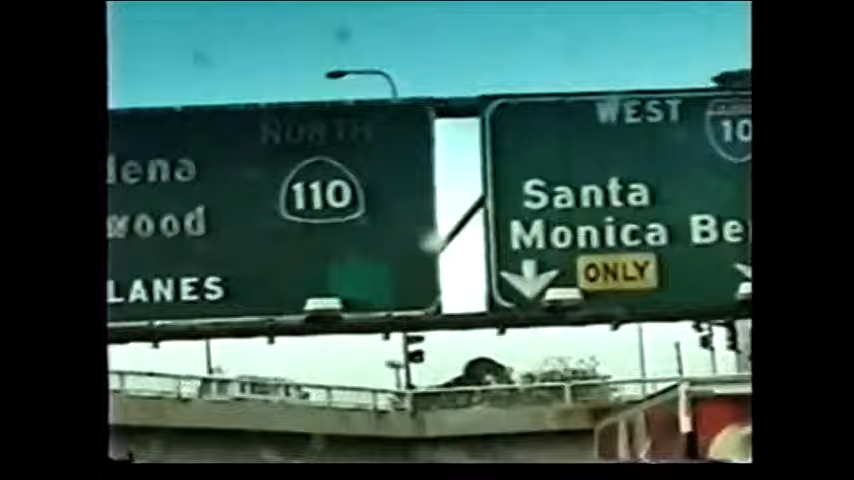 NORTH
110
dena
wood
LANES
WEST
10
Santa
Monica Be
ONLY